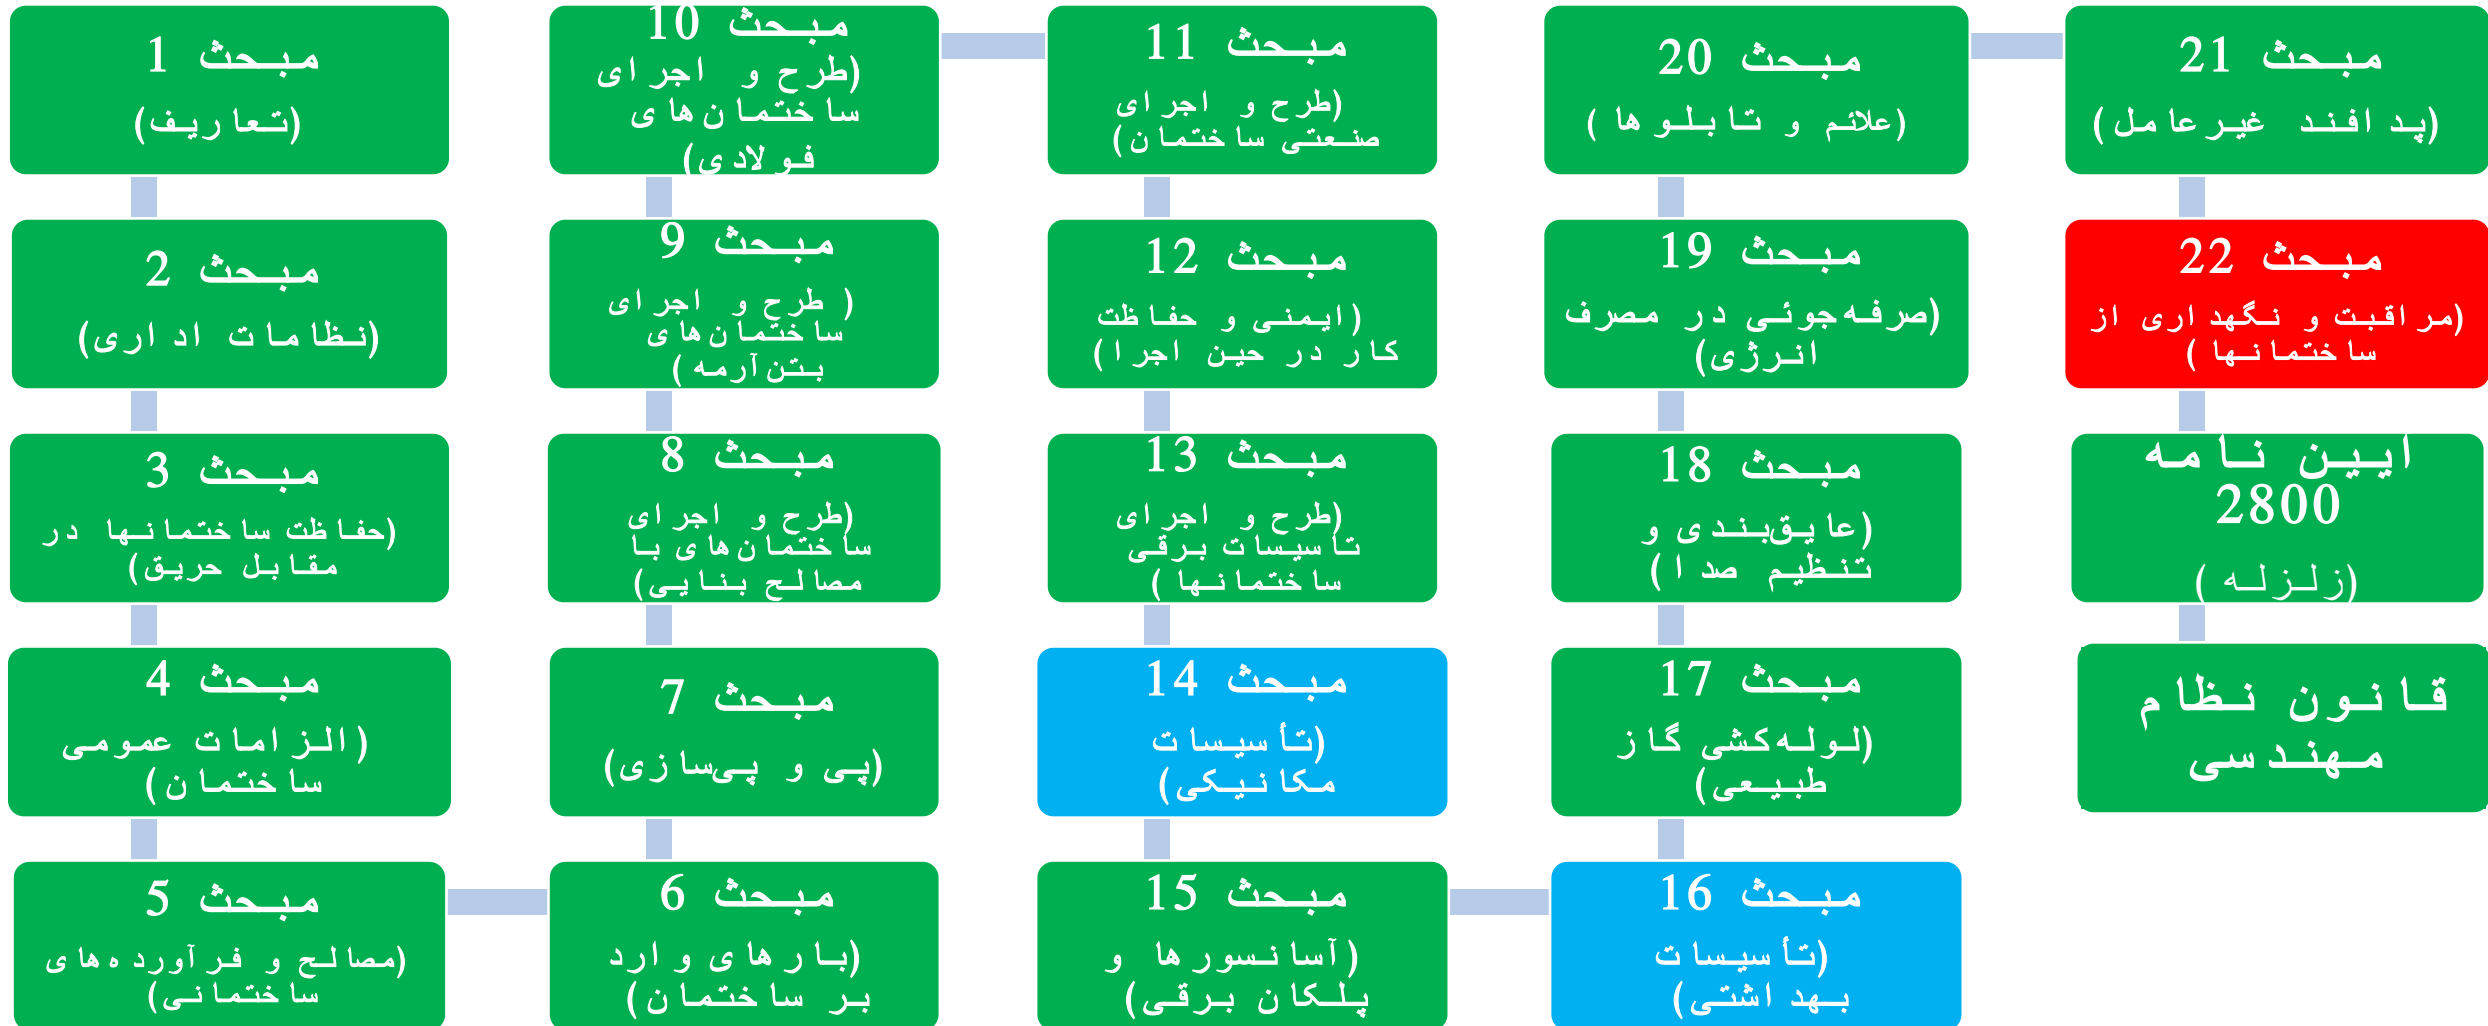 مبحث 1
(تعاریف)
مبحث 2
(نظامات اداری)
مبحث 3
(حفاظت ساختمانها در
مقابل حریق)
مبحث 4
(الزامات عمومی
ساختمان)
مبحث 5
(مصالح و فرآورده‌های
ساختمانی)
مبحث 6
(بارهای وارد
بر ساختمان)
مبحث 7
(پی و پی‌سازی)
مبحث 8
(طرح و اجرای
ساختمان‌های با
مصالح بنایی)
مبحث 9
( طرح و اجرای
ساختمان‌های
بتن‌آرمه)
مبحث 10
(طرح و اجرای
ساختمان‌های
فولادی)
مبحث 11
(طرح و اجرای
صنعتی ساختمان)
مبحث 12
(ایمنی و حفاظت
کار در حین اجرا)
مبحث 13
(طرح و اجرای
تاسیسات برقی
ساختمانها)
مبحث 14
(تأسیسات
مکانیکی)
مبحث 15
(آسانسورها و
پلکان برقی)
مبحث 16
(تأسیسات
بهداشتی)
مبحث 17
(لوله‌کشی گاز
طبیعی)
مبحث 18
(عایق‌بندی و
تنظیم صدا)
مبحث 19
(صرفه‌جوئی در مصرف
انرژی)
مبحث 20
(علائم و تابلوها)
مبحث 21
(پدافند غیرعامل)
مبحث 22
(مراقبت و نگهداری از
ساختمانها)
ایین نامه
2800
(زلزله)
قانون نظام
مهندسی